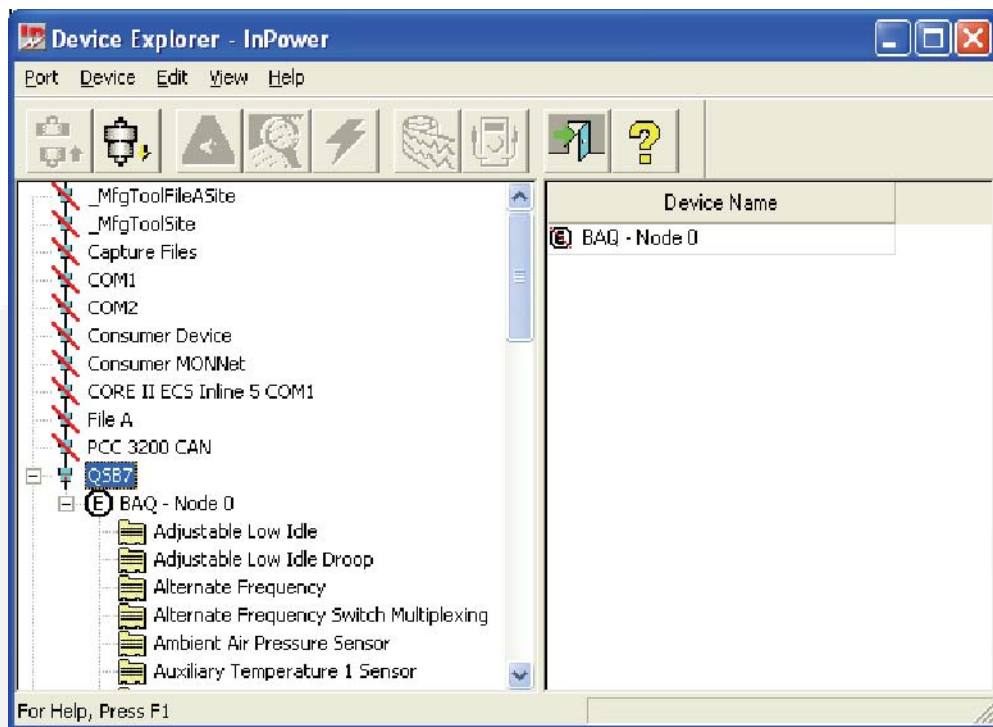 Device Explorer - InPower
Port Device Edit View Help
_MfgToolFileASite
_MfgToolSite
Capture Files
COM1
COM2
Consumer Device
Consumer MONNet
CORE II ECS Inline 5 COM1
File A
PCC 3200 CAN
QSB7
E BAQ - Node 0
Adjustable Low Idle
Adjustable Low Idle Droop
Alternate Frequency
Alternate Frequency Switch Multiplexing
Ambient Air Pressure Sensor
Auxiliary Temperature 1 Sensor
Device Name
E BAQ - Node 0
For Help, Press F1